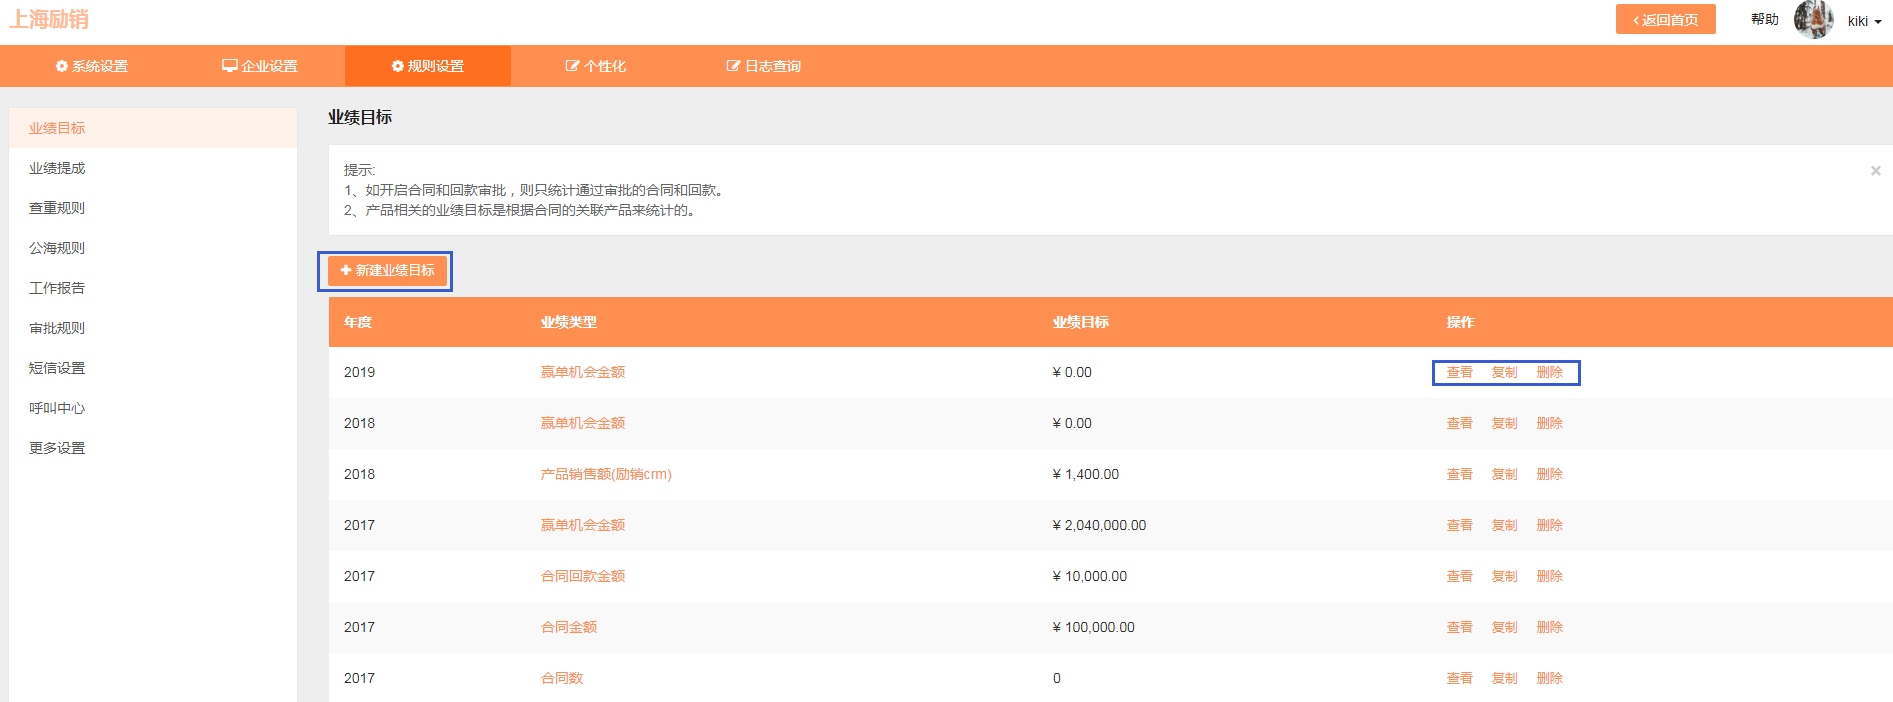 上海励销
返回首页 帮助 kiki
系统设置 企业设置 规则设置 个性化 日志查询
业绩目标
业绩提成
查重规则
公海规则
工作报告
审批规则
短信设置
呼叫中心
更多设置
业绩目标
提示:
1、如开启合同和回款审批，则只统计通过审批的合同和回款。
2、产品相关的业绩目标是根据合同的关联产品来统计的。
新建业绩目标
年度 业绩类型 业绩目标 操作
2019 赢单机会金额 ¥ 0.00 查看 复制 删除
2018 赢单机会金额 ¥ 0.00 查看 复制 删除
2018 产品销售额(励销crm) ¥ 1,400.00 查看 复制 删除
2017 赢单机会金额 ¥ 2,040,000.00 查看 复制 删除
2017 合同回款金额 ¥ 10,000.00 查看 复制 删除
2017 合同金额 ¥ 100,000.00 查看 复制 删除
2017 合同数 0 查看 复制 删除